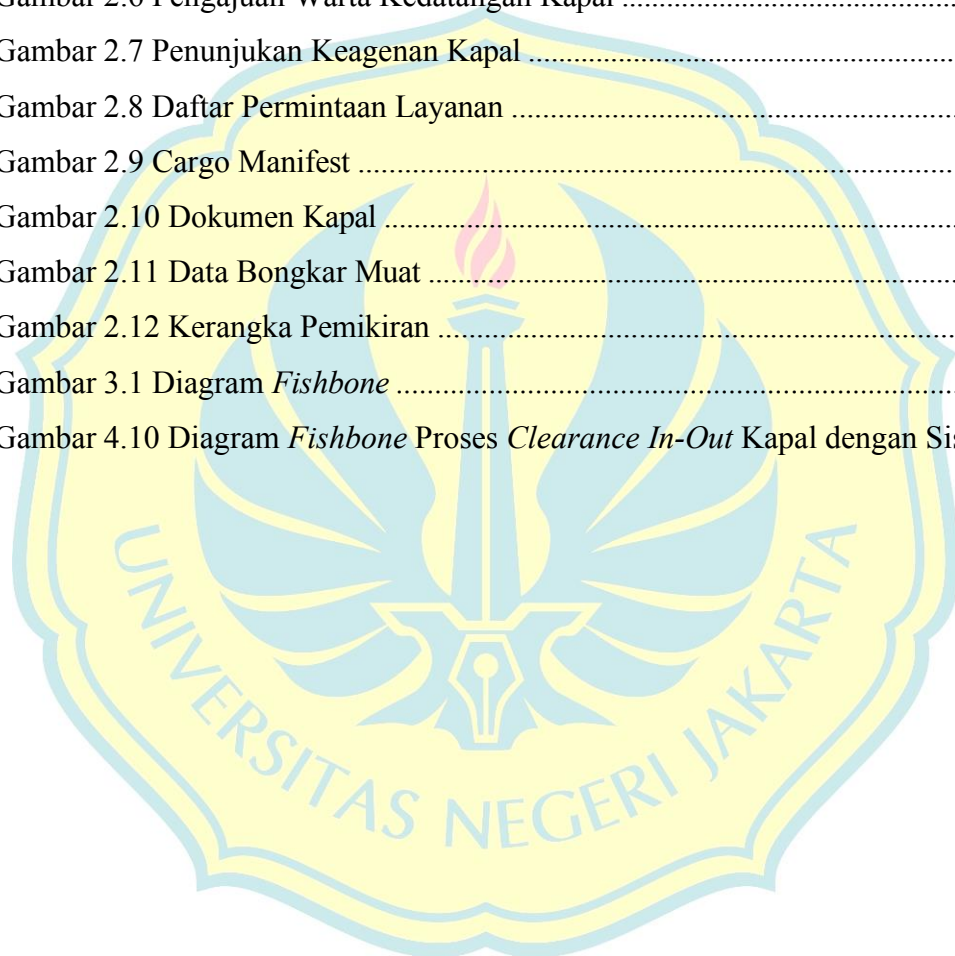 Gambar 2.6 Pengajuan Warta Kedatangan Kapal ..........................................
Gambar 2.7 Penunjukan Keagenan Kapal .....................................................
Gambar 2.8 Daftar Permintaan Layanan .......................................................
Gambar 2.9 Cargo Manifest ..........................................................................
Gambar 2.10 Dokumen Kapal .......................................................................
Gambar 2.11 Data Bongkar Muat ..................................................................
Gambar 2.12 Kerangka Pemikiran ................................................................
Gambar 3.1 Diagram Fishbone .....................................................................
Gambar 4.10 Diagram Fishbone Proses Clearance In-Out Kapal dengan
UNIVERSITAS NEGERI JAKARTA